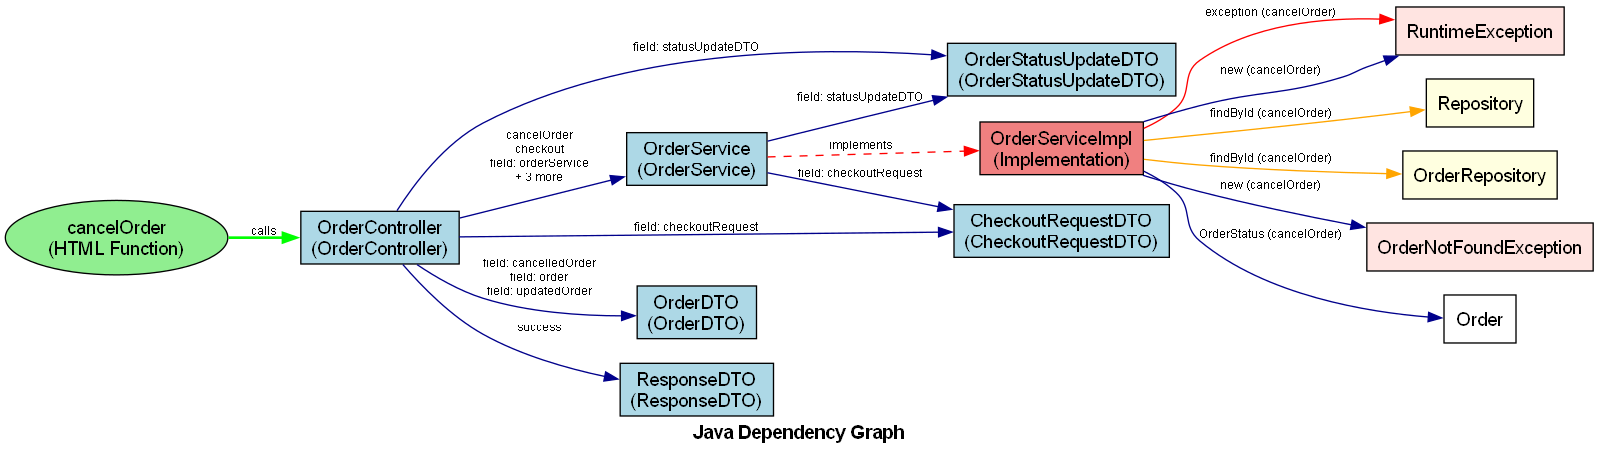 exception (cancelOrder)
RuntimeException
field: statusUpdateDTO
OrderStatusUpdateDTO
(OrderStatusUpdateDTO)
new (cancelOrder)
field: statusUpdateDTO
findById (cancelOrder)
Repository
cancelOrder
checkout
field: orderService
+ 3 more
OrderService
(OrderService)
implements
OrderServiceImpl
(Implementation)
findById (cancelOrder)
OrderRepository
field: checkoutRequest
new (cancelOrder)
cancelOrder
(HTML Function)
calls
OrderController
(OrderController)
field: checkoutRequest
CheckoutRequestDTO
(CheckoutRequestDTO)
OrderStatus (cancelOrder)
OrderNotFoundException
field: cancelledOrder
field: order
field: updatedOrder
OrderDTO
(OrderDTO)
Order
success
ResponseDTO
(ResponseDTO)
Java Dependency Graph